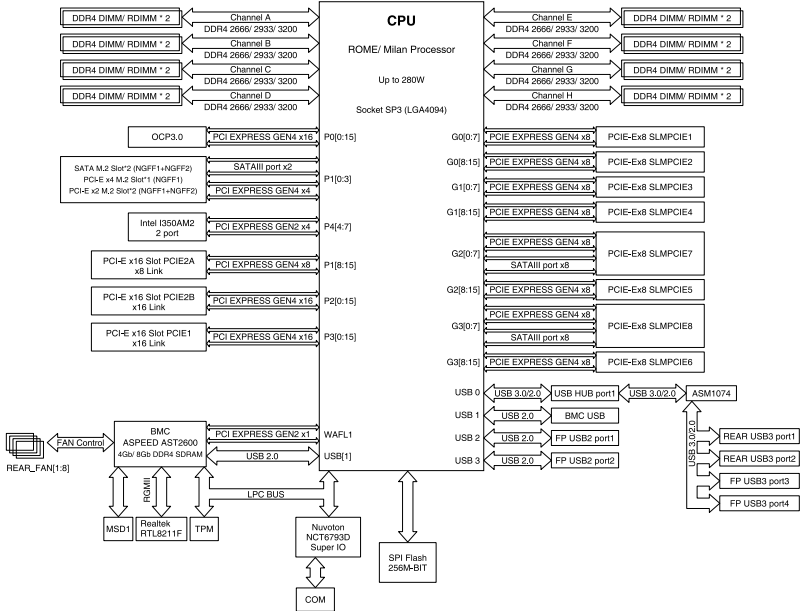 CPU
ROME/ Milan Processor
Up to 280W
Socket SP3 (LGA4094)
DDR4 DIMM/ RDIMM * 2
Channel A
DDR4 2666/ 2933/ 3200
DDR4 DIMM/ RDIMM * 2
Channel B
DDR4 2666/ 2933/ 3200
DDR4 DIMM/ RDIMM * 2
Channel C
DDR4 2666/ 2933/ 3200
DDR4 DIMM/ RDIMM * 2
Channel D
DDR4 2666/ 2933/ 3200
Channel E
DDR4 2666/ 2933/ 3200
DDR4 DIMM/ RDIMM * 2
Channel F
DDR4 2666/ 2933/ 3200
DDR4 DIMM/ RDIMM * 2
Channel G
DDR4 2666/ 2933/ 3200
DDR4 DIMM/ RDIMM * 2
Channel H
DDR4 2666/ 2933/ 3200
DDR4 DIMM/ RDIMM * 2
OCP3.0
PCI EXPRESS GEN4 x16
P0[0:15]
SATA M.2 Slot*2 (NGFF1+NGFF2)
PCI-E x4 M.2 Slot*1 (NGFF1)
PCI-E x2 M.2 Slot*2 (NGFF1+NGFF2)
SATAIII port x2
PCI EXPRESS GEN4 x4
P1[0:3]
Intel I350AM2
2 port
PCI EXPRESS GEN2 x4
P4[4:7]
PCI-E x16 Slot PCIE2A
x8 Link
PCI EXPRESS GEN4 x8
P1[8:15]
PCI-E x16 Slot PCIE2B
x16 Link
PCI EXPRESS GEN4 x16
P2[0:15]
PCI-E x16 Slot PCIE1
x16 Link
PCI EXPRESS GEN4 x16
P3[0:15]
G0[0:7]
PCIE EXPRESS GEN4 x8
PCIE-Ex8 SLMPCIE1
G0[8:15]
PCIE EXPRESS GEN4 x8
PCIE-Ex8 SLMPCIE2
G1[0:7]
PCIE EXPRESS GEN4 x8
PCIE-Ex8 SLMPCIE3
G1[8:15]
PCIE EXPRESS GEN4 x8
PCIE-Ex8 SLMPCIE4
G2[0:7]
PCIE EXPRESS GEN4 x8
SATAIII port x8
PCIE-Ex8 SLMPCIE7
G2[8:15]
PCIE EXPRESS GEN4 x8
PCIE-Ex8 SLMPCIE5
G3[0:7]
PCIE EXPRESS GEN4 x8
SATAIII port x8
PCIE-Ex8 SLMPCIE8
G3[8:15]
PCIE EXPRESS GEN4 x8
PCIE-Ex8 SLMPCIE6
USB 0
USB 3.0/2.0
USB HUB port1
USB 3.0/2.0
ASM1074
USB 1
USB 2.0
BMC USB
USB 2
USB 2.0
FP USB2 port1
USB 3
USB 2.0
FP USB2 port2
USB 3.0/2.0
REAR USB3 port1
REAR USB3 port2
FP USB3 port3
FP USB3 port4
REAR_FAN[1:8]
FAN Control
BMC
ASPEED AST2600
4Gb/ 8Gb DDR4 SDRAM
PCI EXPRESS GEN2 x1
WAFL1
USB 2.0
USB[1]
RGMII
LPC BUS
MSD1
Realtek
RTL8211F
TPM
Nuvoton
NCT6793D
Super IO
COM
SPI Flash
256M-BIT